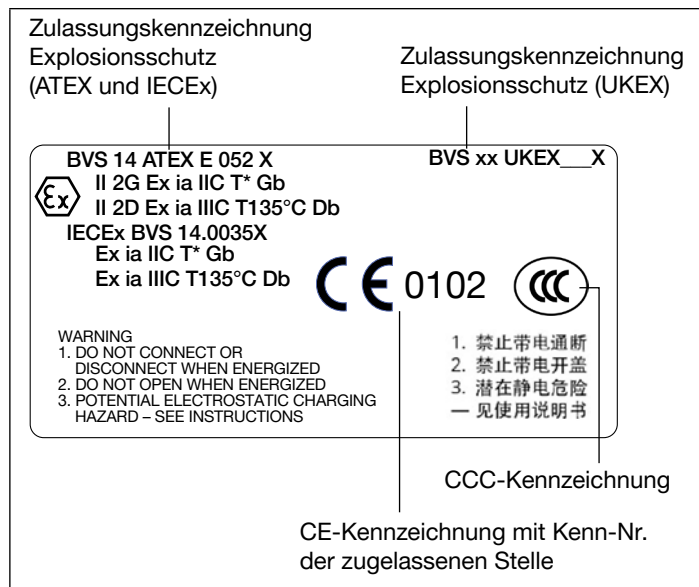 Zulassungskennzeichnung
Explosionsschutz
(ATEX und IECEx)
Zulassungskennzeichnung
Explosionsschutz (UKEX)
BVS 14 ATEX E 052 X
BVS xx UKEX___X
Ex
II 2G Ex ia IIC T* Gb
II 2D Ex ia IIIC T135°C Db
IECEx BVS 14.0035X
Ex ia IIC T* Gb
Ex ia IIIC T135°C Db
CE 0102
CCC
WARNING
1. DO NOT CONNECT OR
DISCONNECT WHEN ENERGIZED
2. DO NOT OPEN WHEN ENERGIZED
3. POTENTIAL ELECTROSTATIC CHARGING
HAZARD – SEE INSTRUCTIONS
1. 禁止带电通断
2. 禁止带电开盖
3. 潜在静电危险
— 见使用说明书
CCC-Kennzeichnung
CE-Kennzeichnung mit Kenn-Nr.
der zugelassenen Stelle